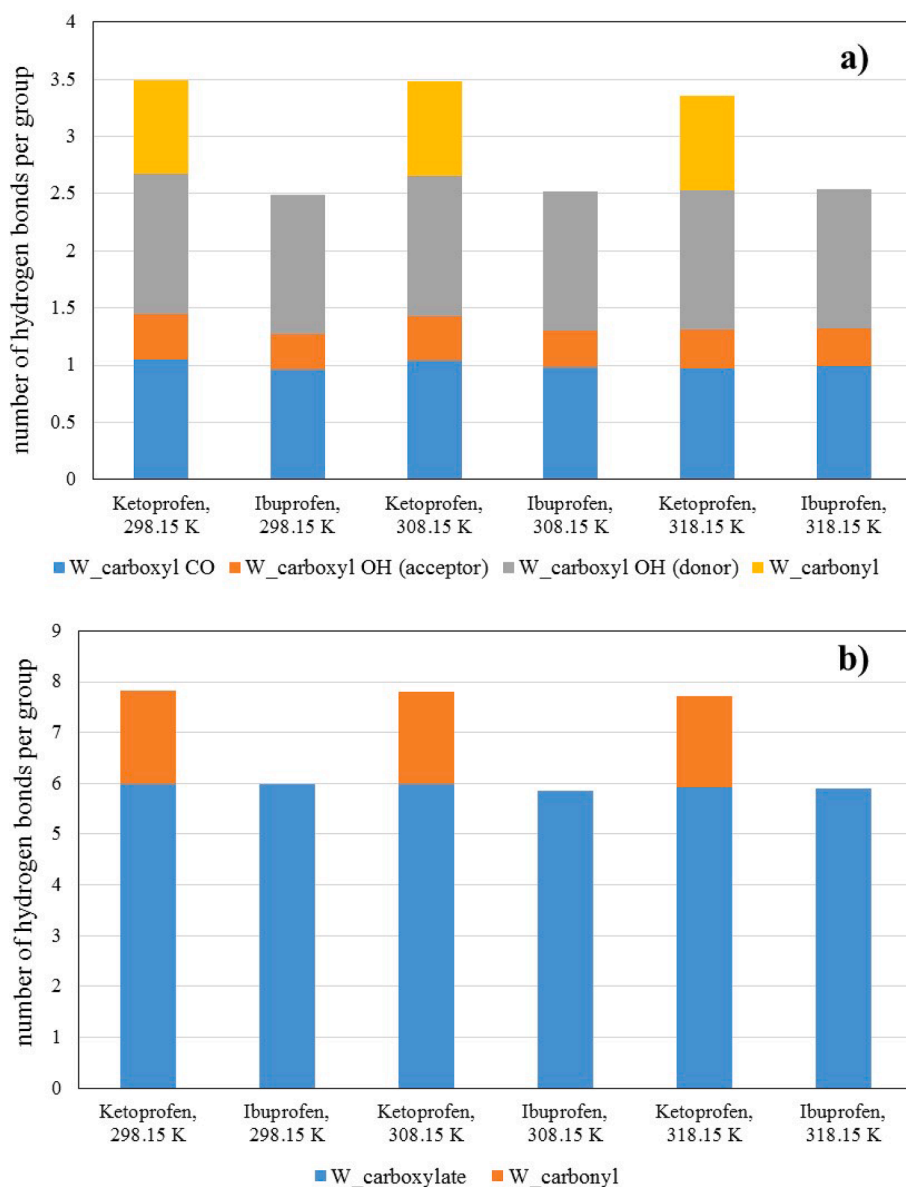 number of hydrogen bonds per group
a)
4
3.5
3
2.5
2
1.5
1
0.5
0
Ketoprofen, Ibuprofen, Ketoprofen, Ibuprofen, Ketoprofen, Ibuprofen,
298.15 K 298.15 K 308.15 K 308.15 K 318.15 K 318.15 K
W_carboxyl CO W_carboxyl OH (acceptor) W_carboxyl OH (donor) W_carbonyl
number of hydrogen bonds per group
b)
9
8
7
6
5
4
3
2
1
0
Ketoprofen, Ibuprofen, Ketoprofen, Ibuprofen, Ketoprofen, Ibuprofen,
298.15 K 298.15 K 308.15 K 308.15 K 318.15 K 318.15 K
W_carboxylate W_carbonyl